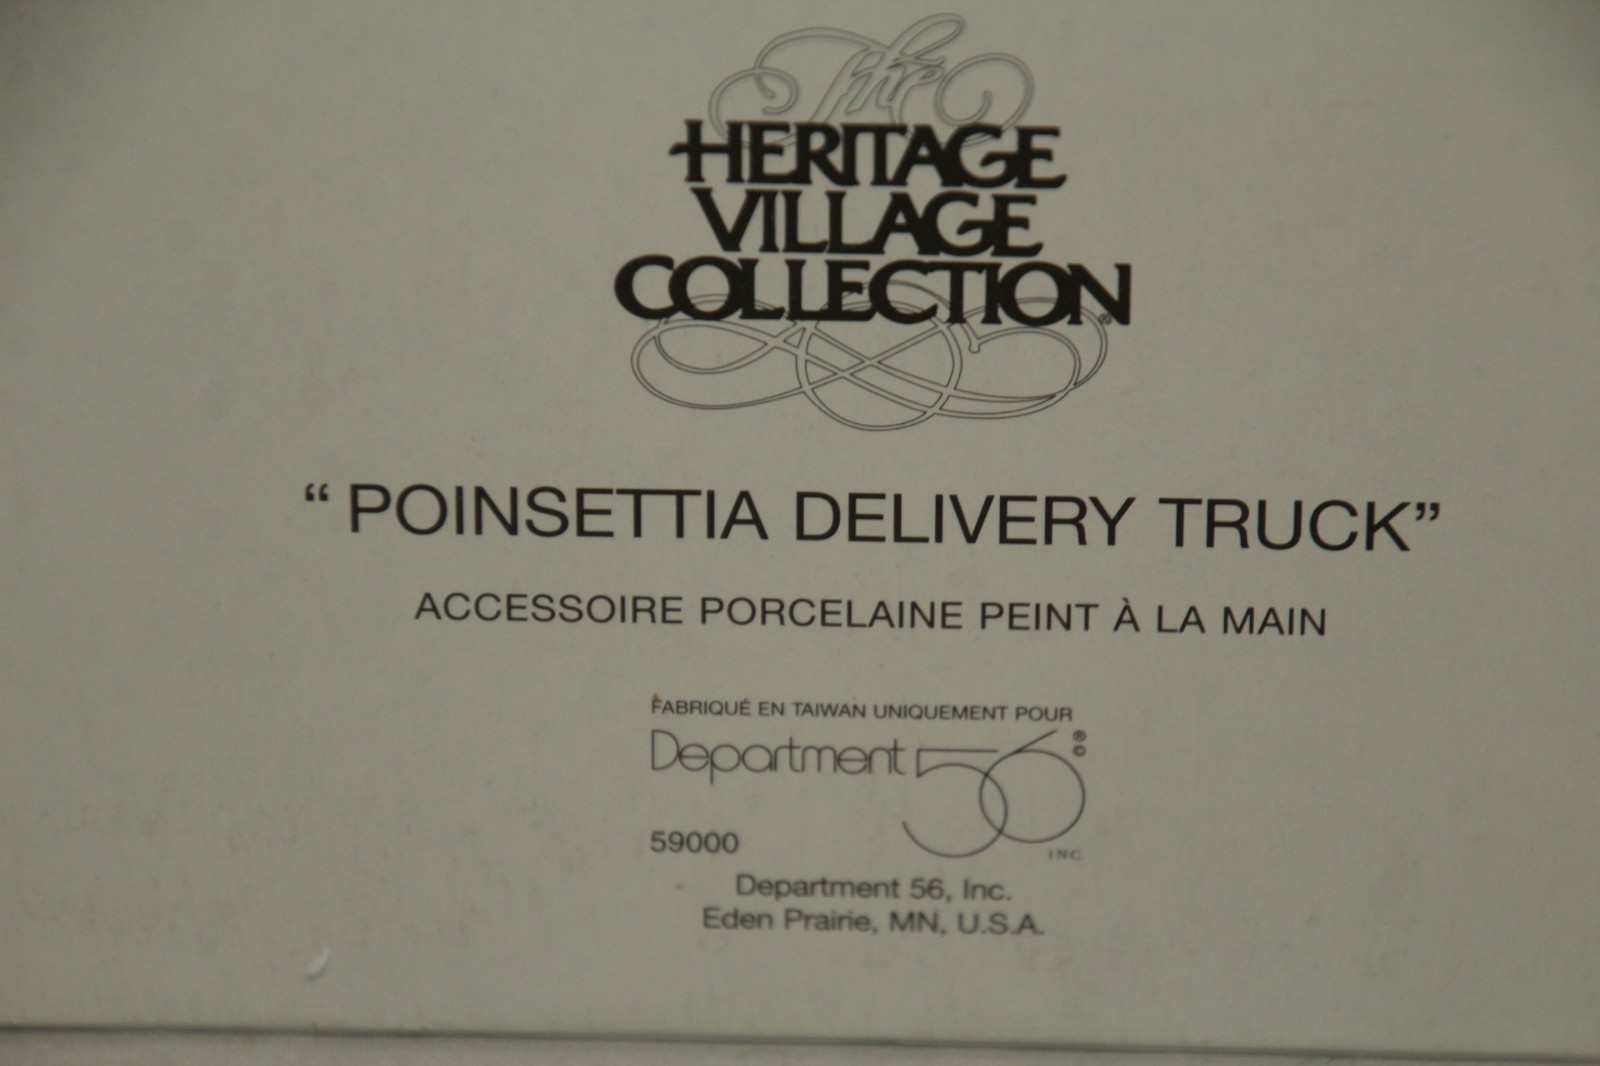 The
HERITAGE
VILLAGE
COLLECTION®
“POINSETTIA DELIVERY TRUCK”
ACCESSOIRE PORCELAINE PEINT À LA MAIN
FABRIQUÉ EN TAIWAN UNIQUEMENT POUR
Department 56 ® ©
INC.
59000
Department 56, Inc.
Eden Prairie, MN, U.S.A.